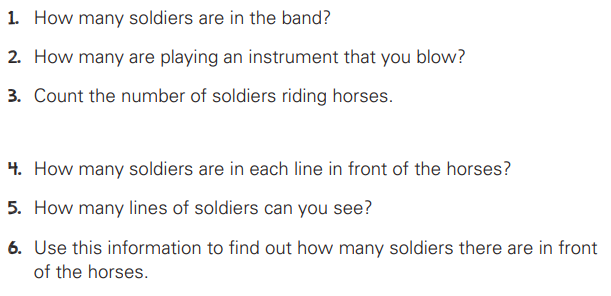 1. How many soldiers are in the band?
2. How many are playing an instrument that you blow?
3. Count the number of soldiers riding horses.
4. How many soldiers are in each line in front of the horses?
5. How many lines of soldiers can you see?
6. Use this information to find out how many soldiers there are in front
of the horses.